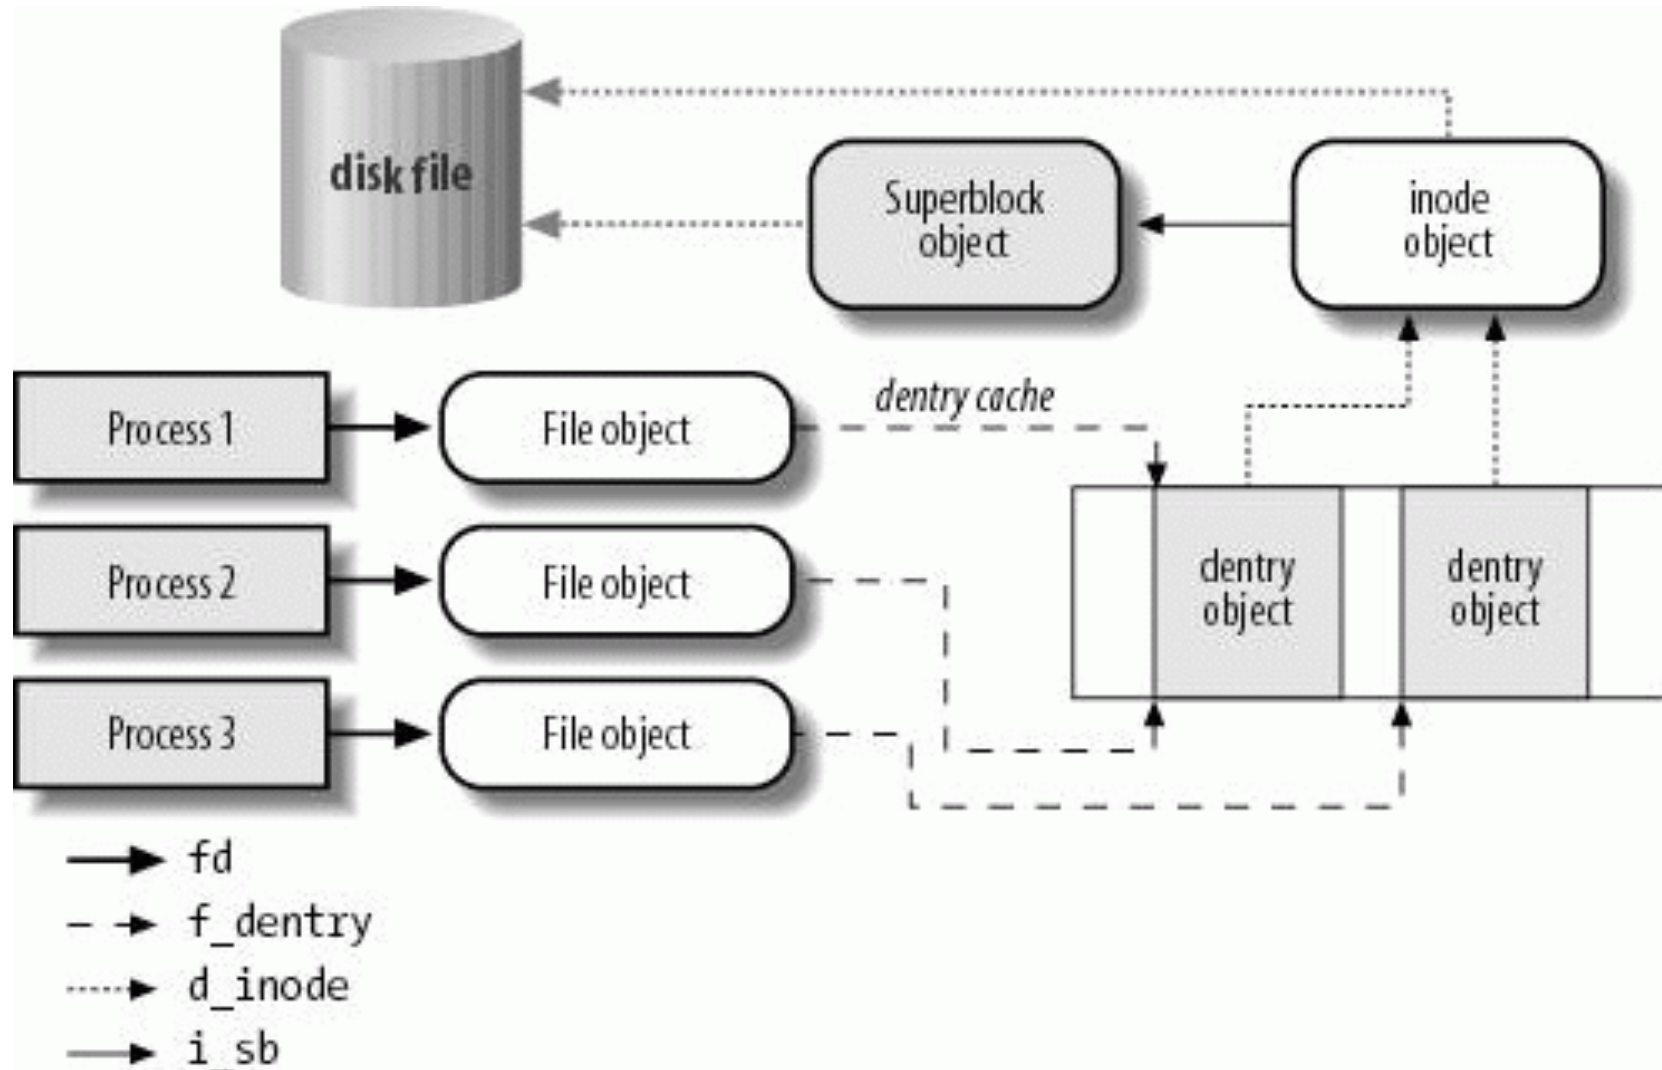 disk file
Superblock
object
inode
object
Process 1
File object
dentry cache
Process 2
File object
dentry
object
dentry
object
Process 3
File object
fd
f_dentry
d_inode
i_sb